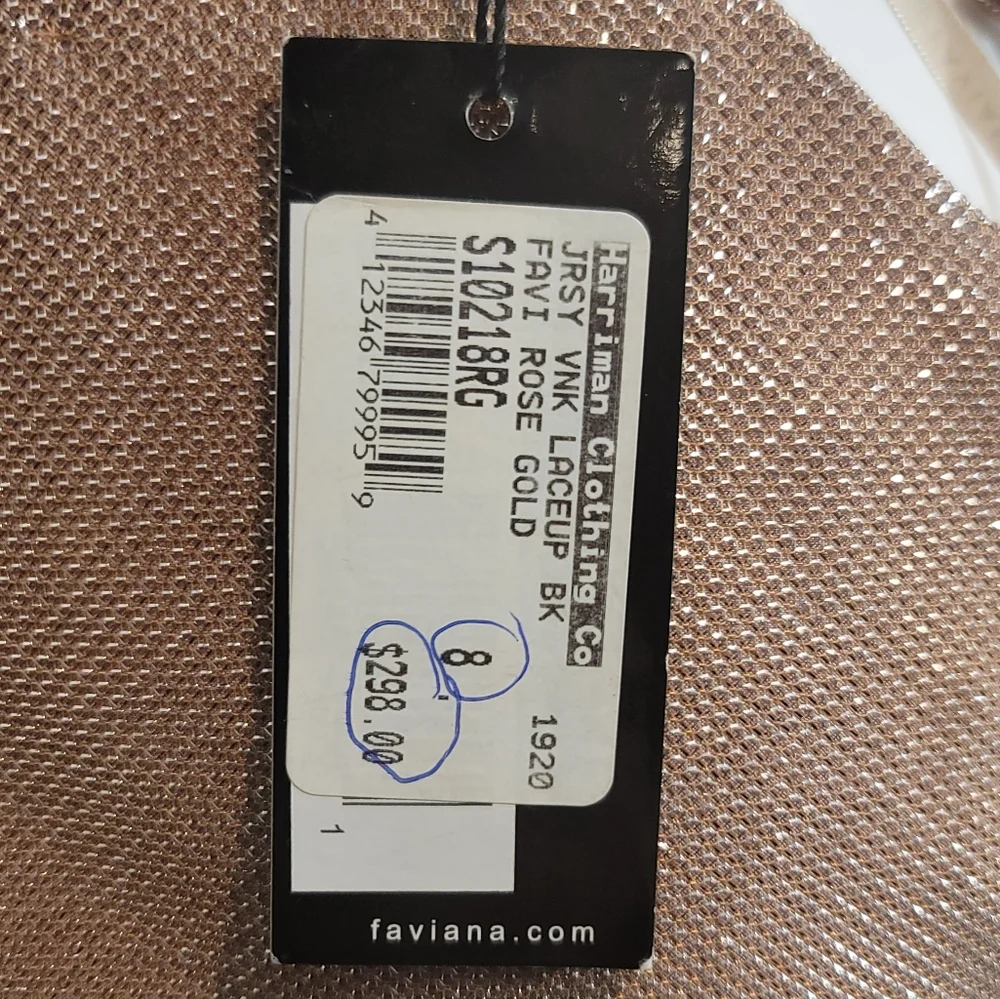 Harriman Clothing Co
JRSY VNK LACEUP BK
FAVI ROSE GOLD 1920
S10218RG
8
4 12346 79995 9
$298.00
1
faviana.com